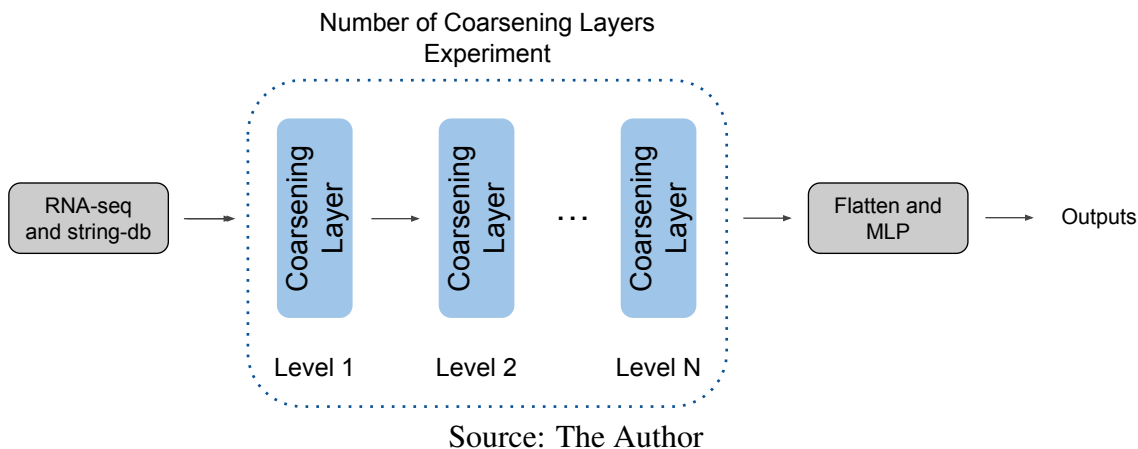 Number of Coarsening Layers
Experiment
RNA-seq
and string-db
Coarsening
Layer
Coarsening
Layer
...
Coarsening
Layer
Flatten and
MLP
Outputs
Level 1
Level 2
Level N
Source: The Author